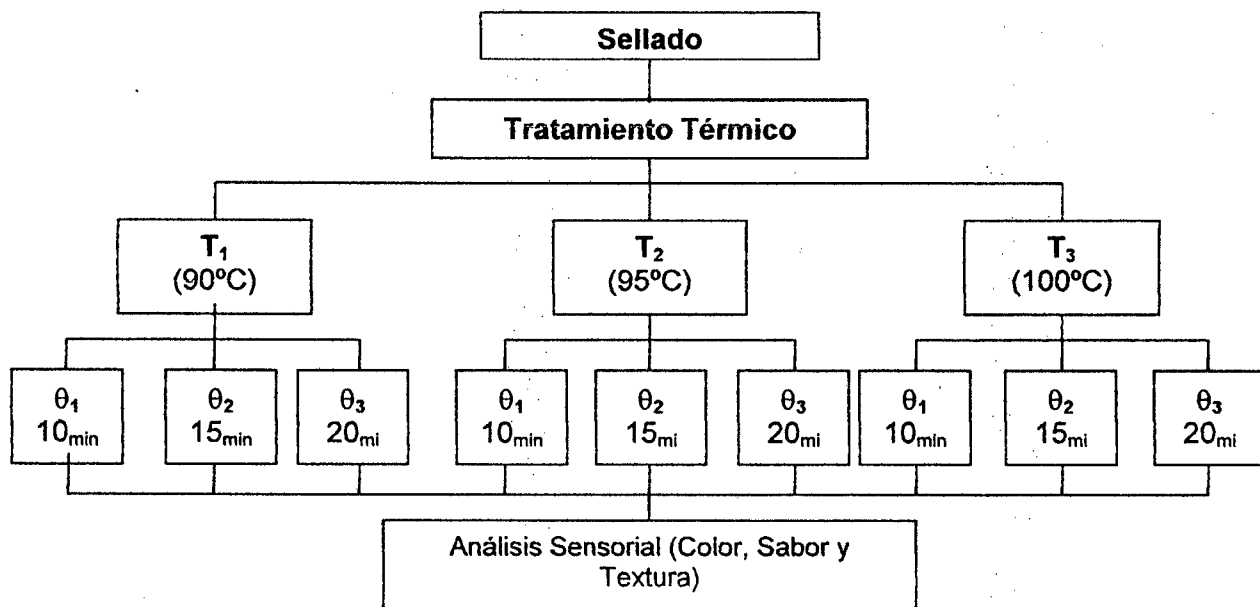 Sellado
Tratamiento Térmico
T₁
(90ºC)
T₂
(95ºC)
T₃
(100ºC)
θ₁
10min
θ₂
15min
θ₃
20mi
θ₁
10min
θ₂
15mi
θ₃
20mi
θ₁
10min
θ₂
15mi
θ₃
20mi
Análisis Sensorial (Color, Sabor y
Textura)